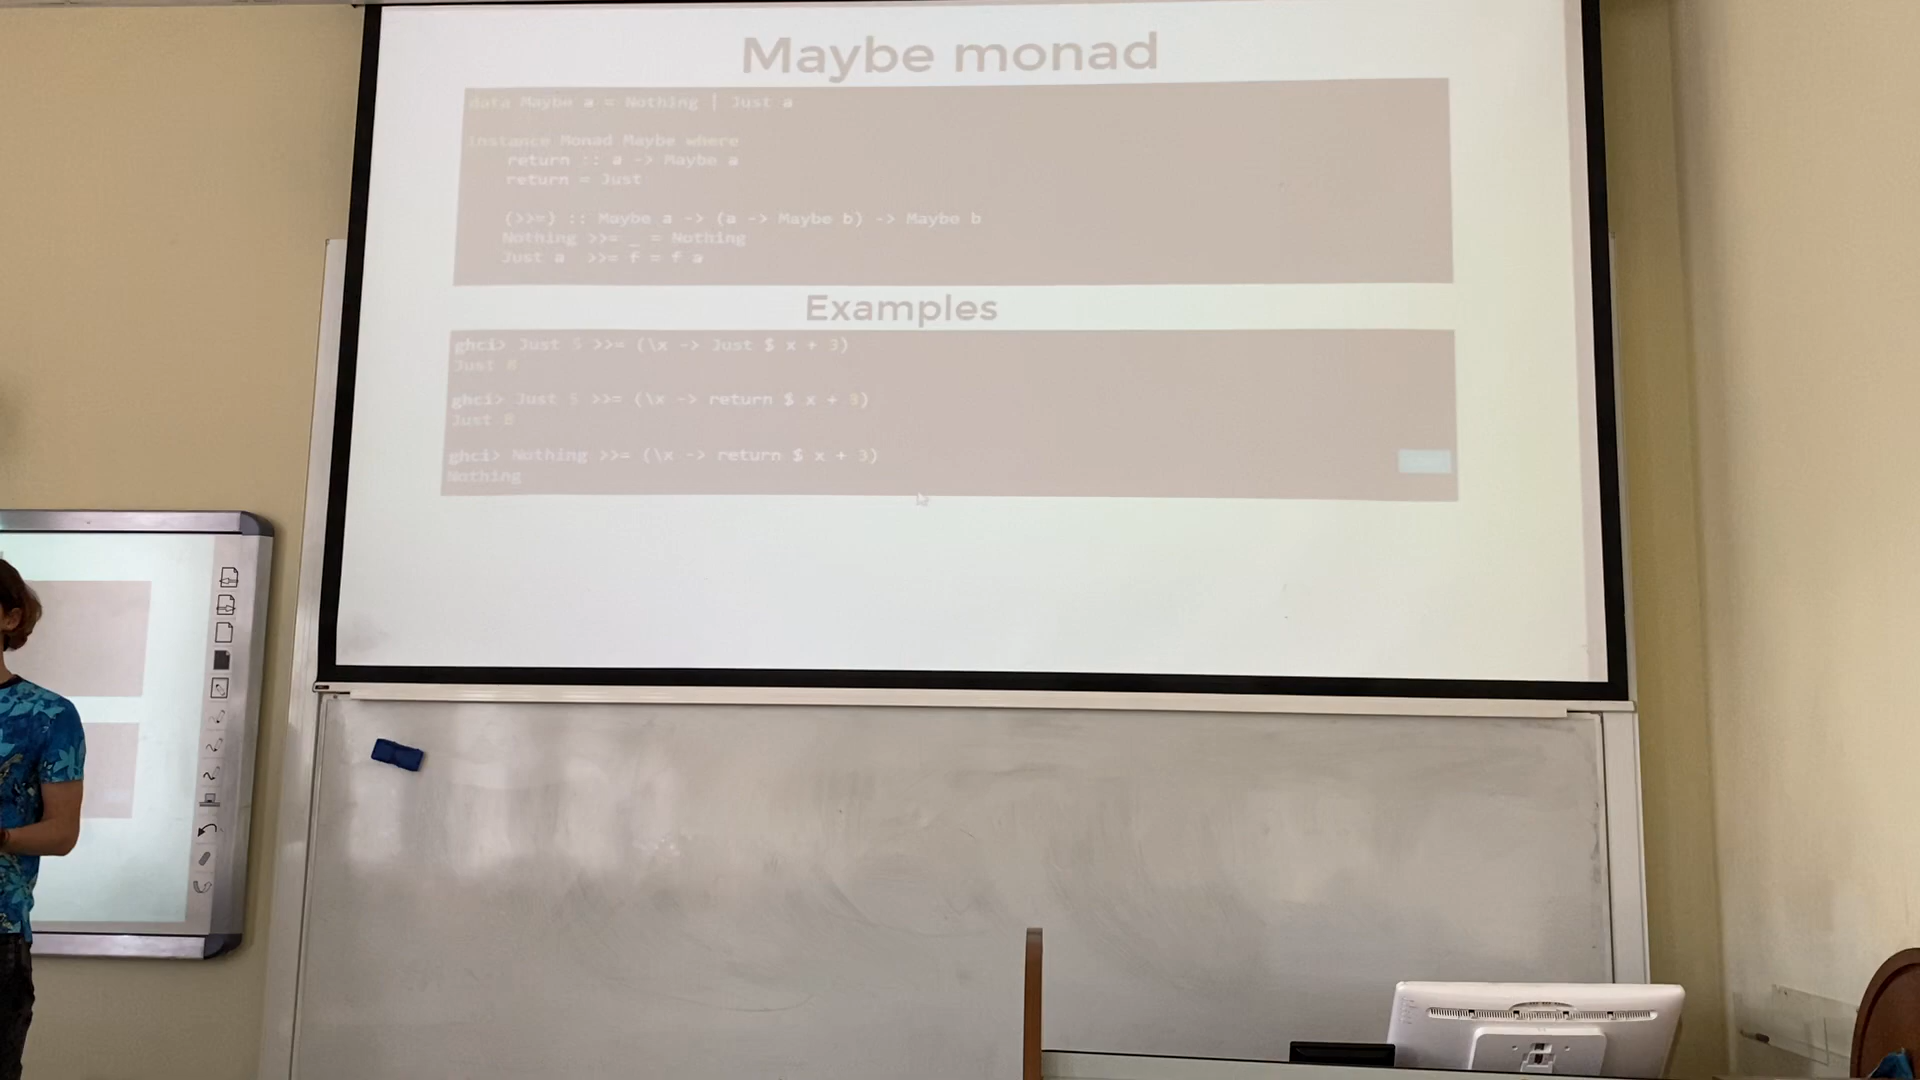 Maybe monad
data Maybe a = Nothing | Just a
instance Monad Maybe where
return :: a -> Maybe a
return = Just
(>>=) :: Maybe a -> (a -> Maybe b) -> Maybe b
Nothing >>= _ = Nothing
Just a  >>= f = f a
Examples
ghci> Just 5 >>= (\x -> Just $ x + 3)
Just 8
ghci> Just 5 >>= (\x -> return $ x + 3)
Just 8
ghci> Nothing >>= (\x -> return $ x + 3)
Nothing